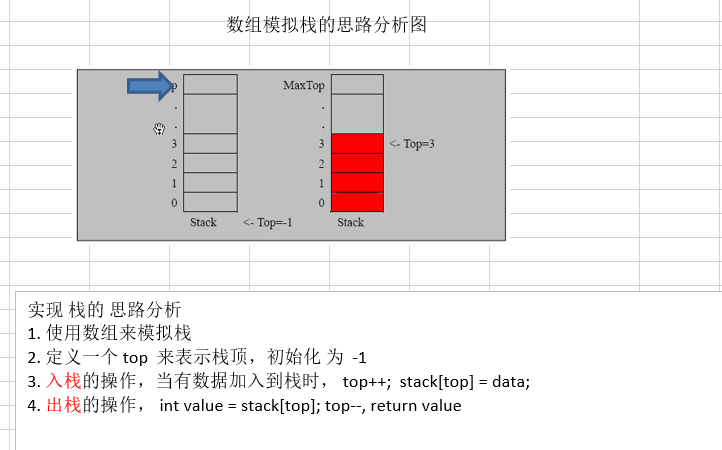 数组模拟栈的思路分析图
MaxTop
.
.
.
.
3
3
<- Top=3
2
2
1
1
0
0
Stack
<- Top=-1
Stack
实现 栈的 思路分析
1. 使用数组来模拟栈
2. 定义一个 top 来表示栈顶，初始化 为 -1
3. 入栈的操作，当有数据加入到栈时， top++; stack[top] = data;
4. 出栈的操作， int value = stack[top]; top--, return value